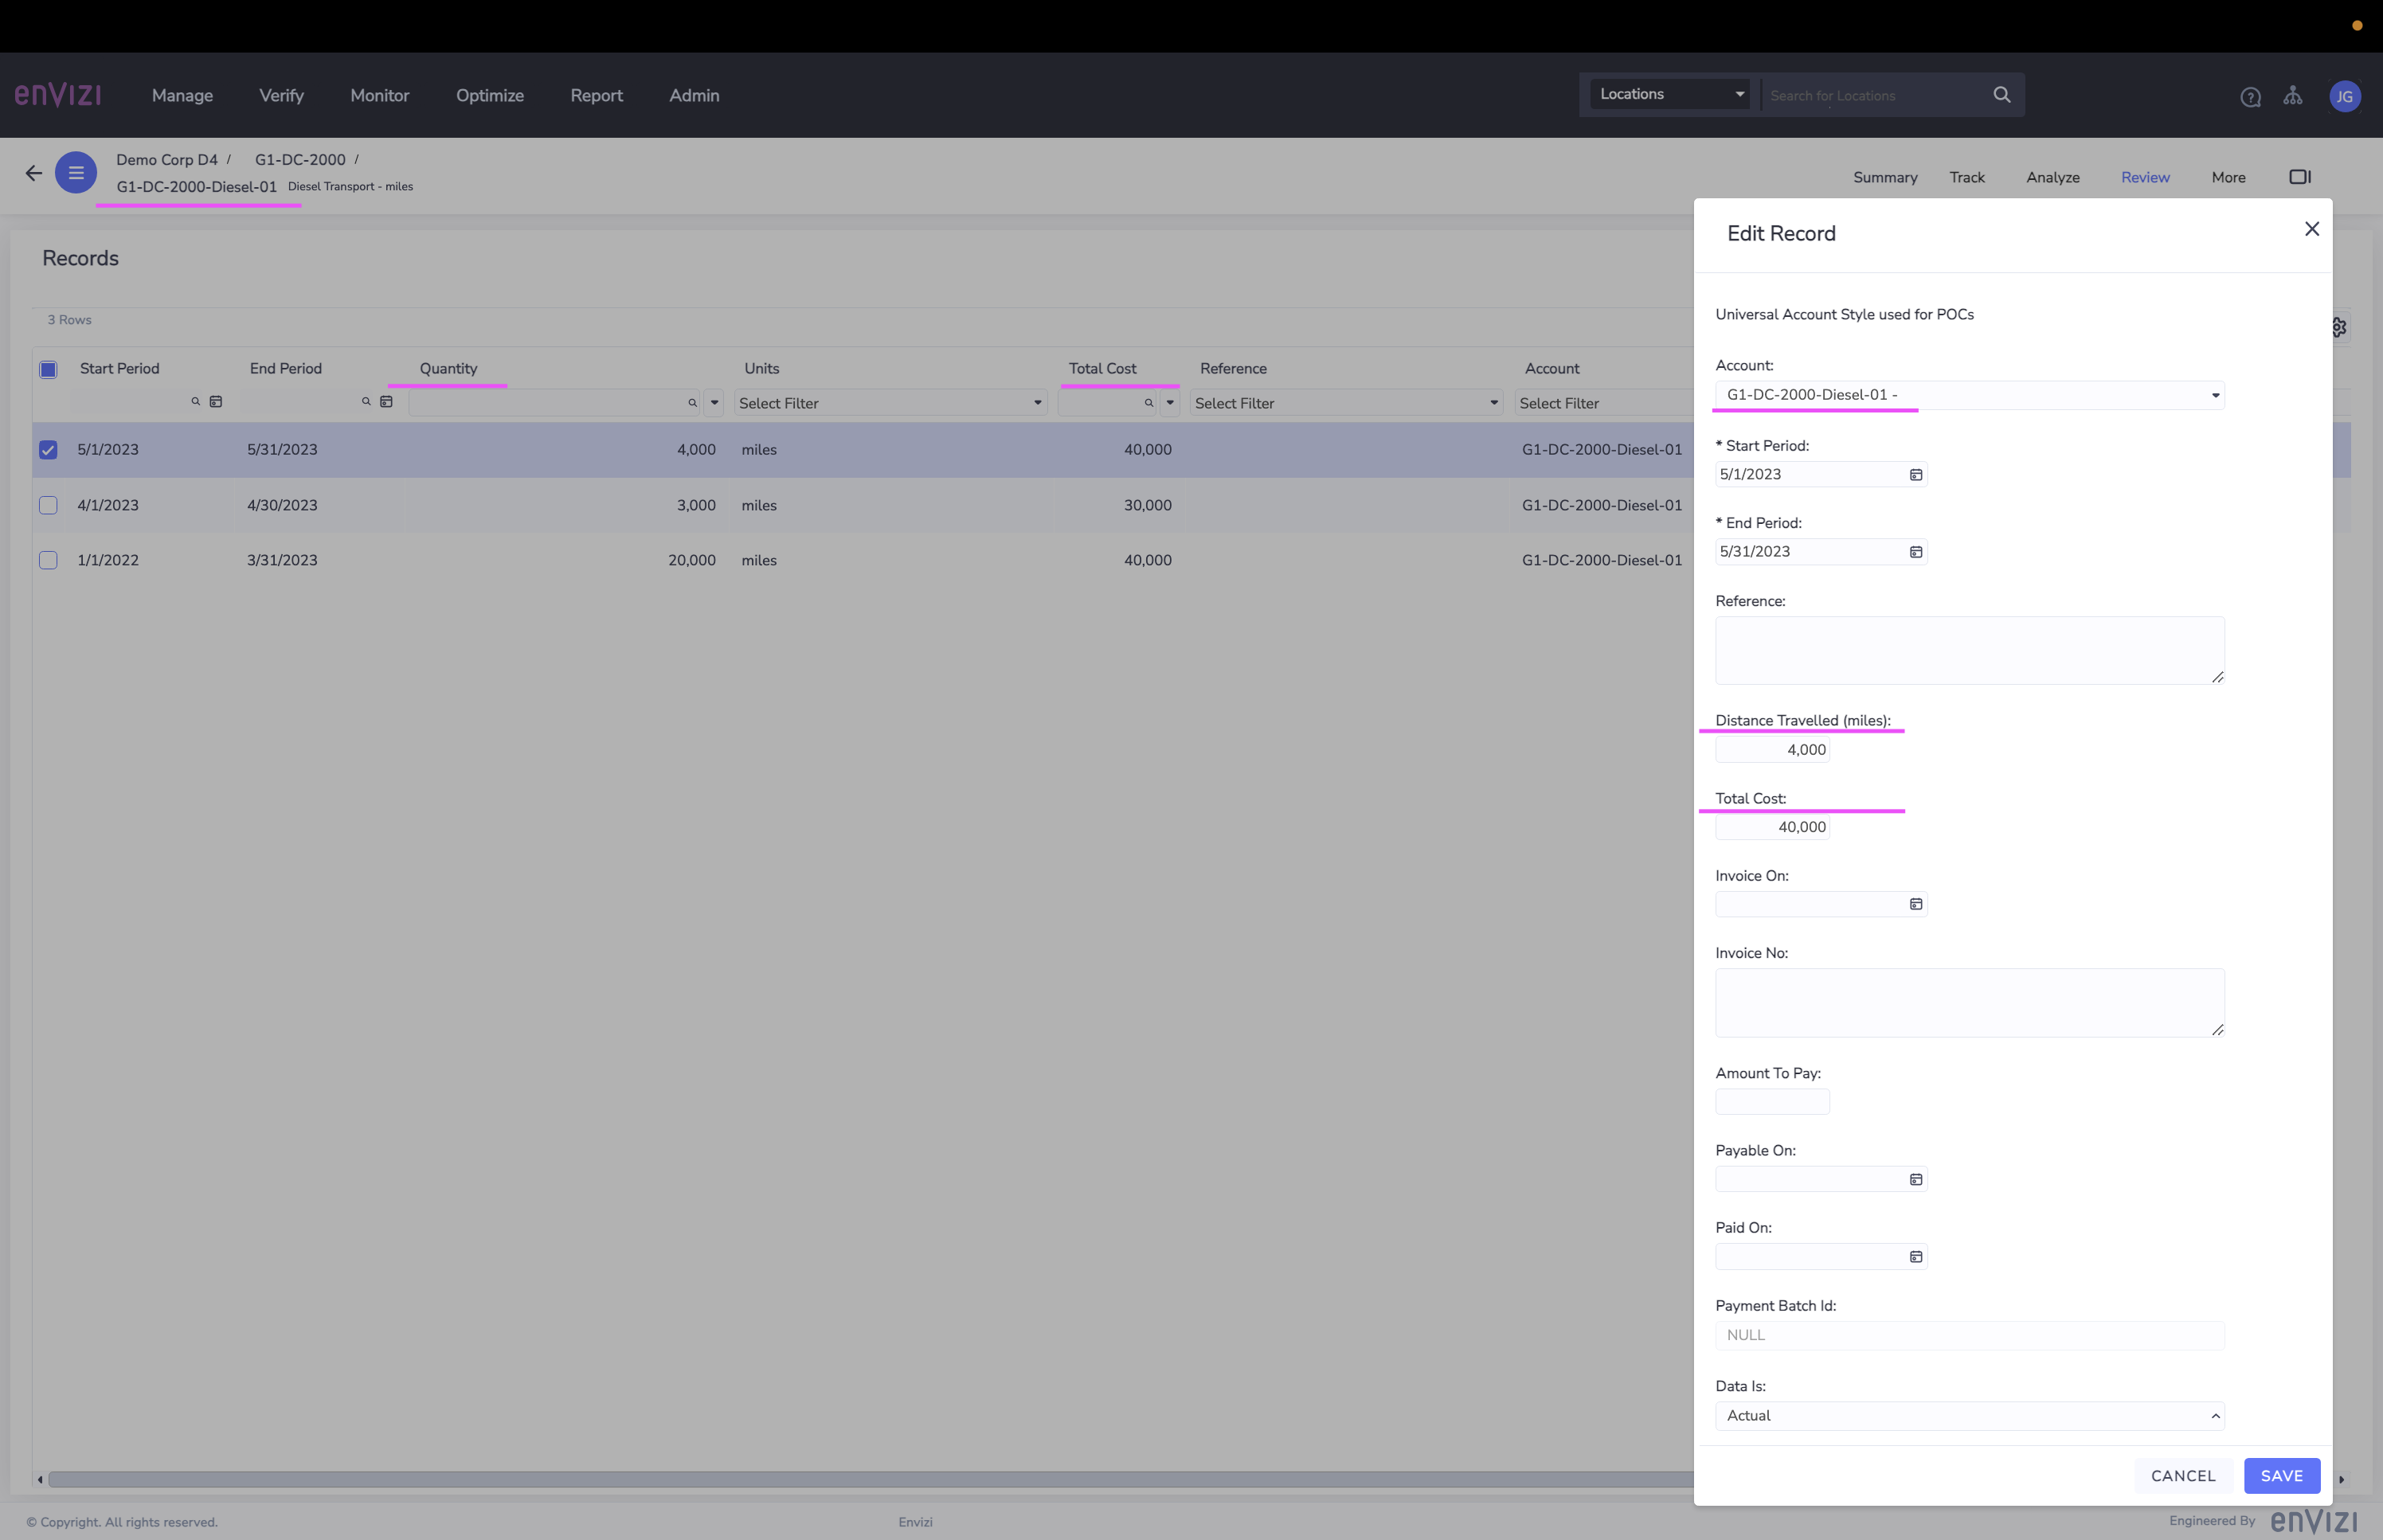 enVIZI Manage Verify Monitor Optimize Report Admin Locations Search for Locations JG
Demo Corp D4 / G1-DC-2000 /
G1-DC-2000-Diesel-01 Diesel Transport - miles
Summary Track Analyze Review More
Records
3 Rows
Start Period End Period Quantity Units Total Cost Reference Account
Select Filter Select Filter Select Filter
5/1/2023 5/31/2023 4,000 miles 40,000 G1-DC-2000-Diesel-01
4/1/2023 4/30/2023 3,000 miles 30,000 G1-DC-2000-Diesel-01
1/1/2022 3/31/2023 20,000 miles 40,000 G1-DC-2000-Diesel-01
Edit Record
Universal Account Style used for POCs
Account:
G1-DC-2000-Diesel-01 -
* Start Period:
5/1/2023
* End Period:
5/31/2023
Reference:
Distance Travelled (miles):
4,000
Total Cost:
40,000
Invoice On:
Invoice No:
Amount To Pay:
Payable On:
Paid On:
Payment Batch Id:
NULL
Data Is:
Actual
CANCEL SAVE
© Copyright. All rights reserved. Envizi Engineered By enVIZI